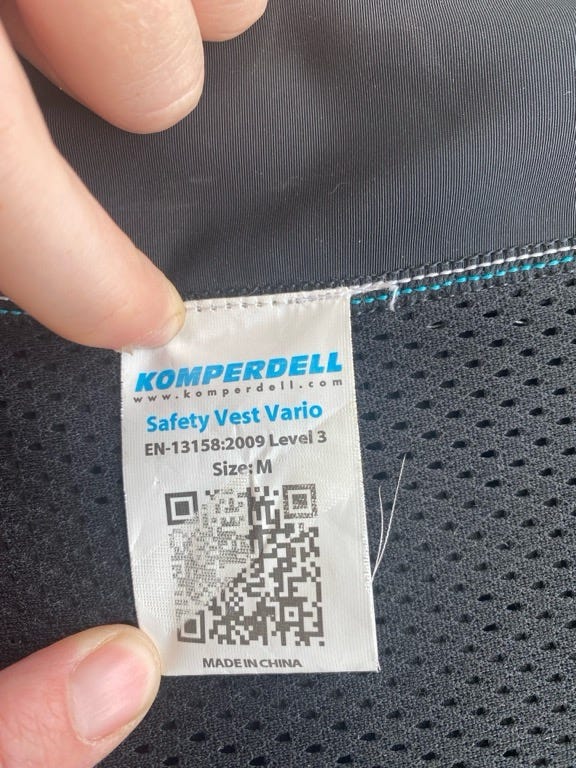 KOMPERDELL
www.komperdell.com
Safety Vest Vario
EN-13158:2009 Level 3
Size: M
MADE IN CHINA